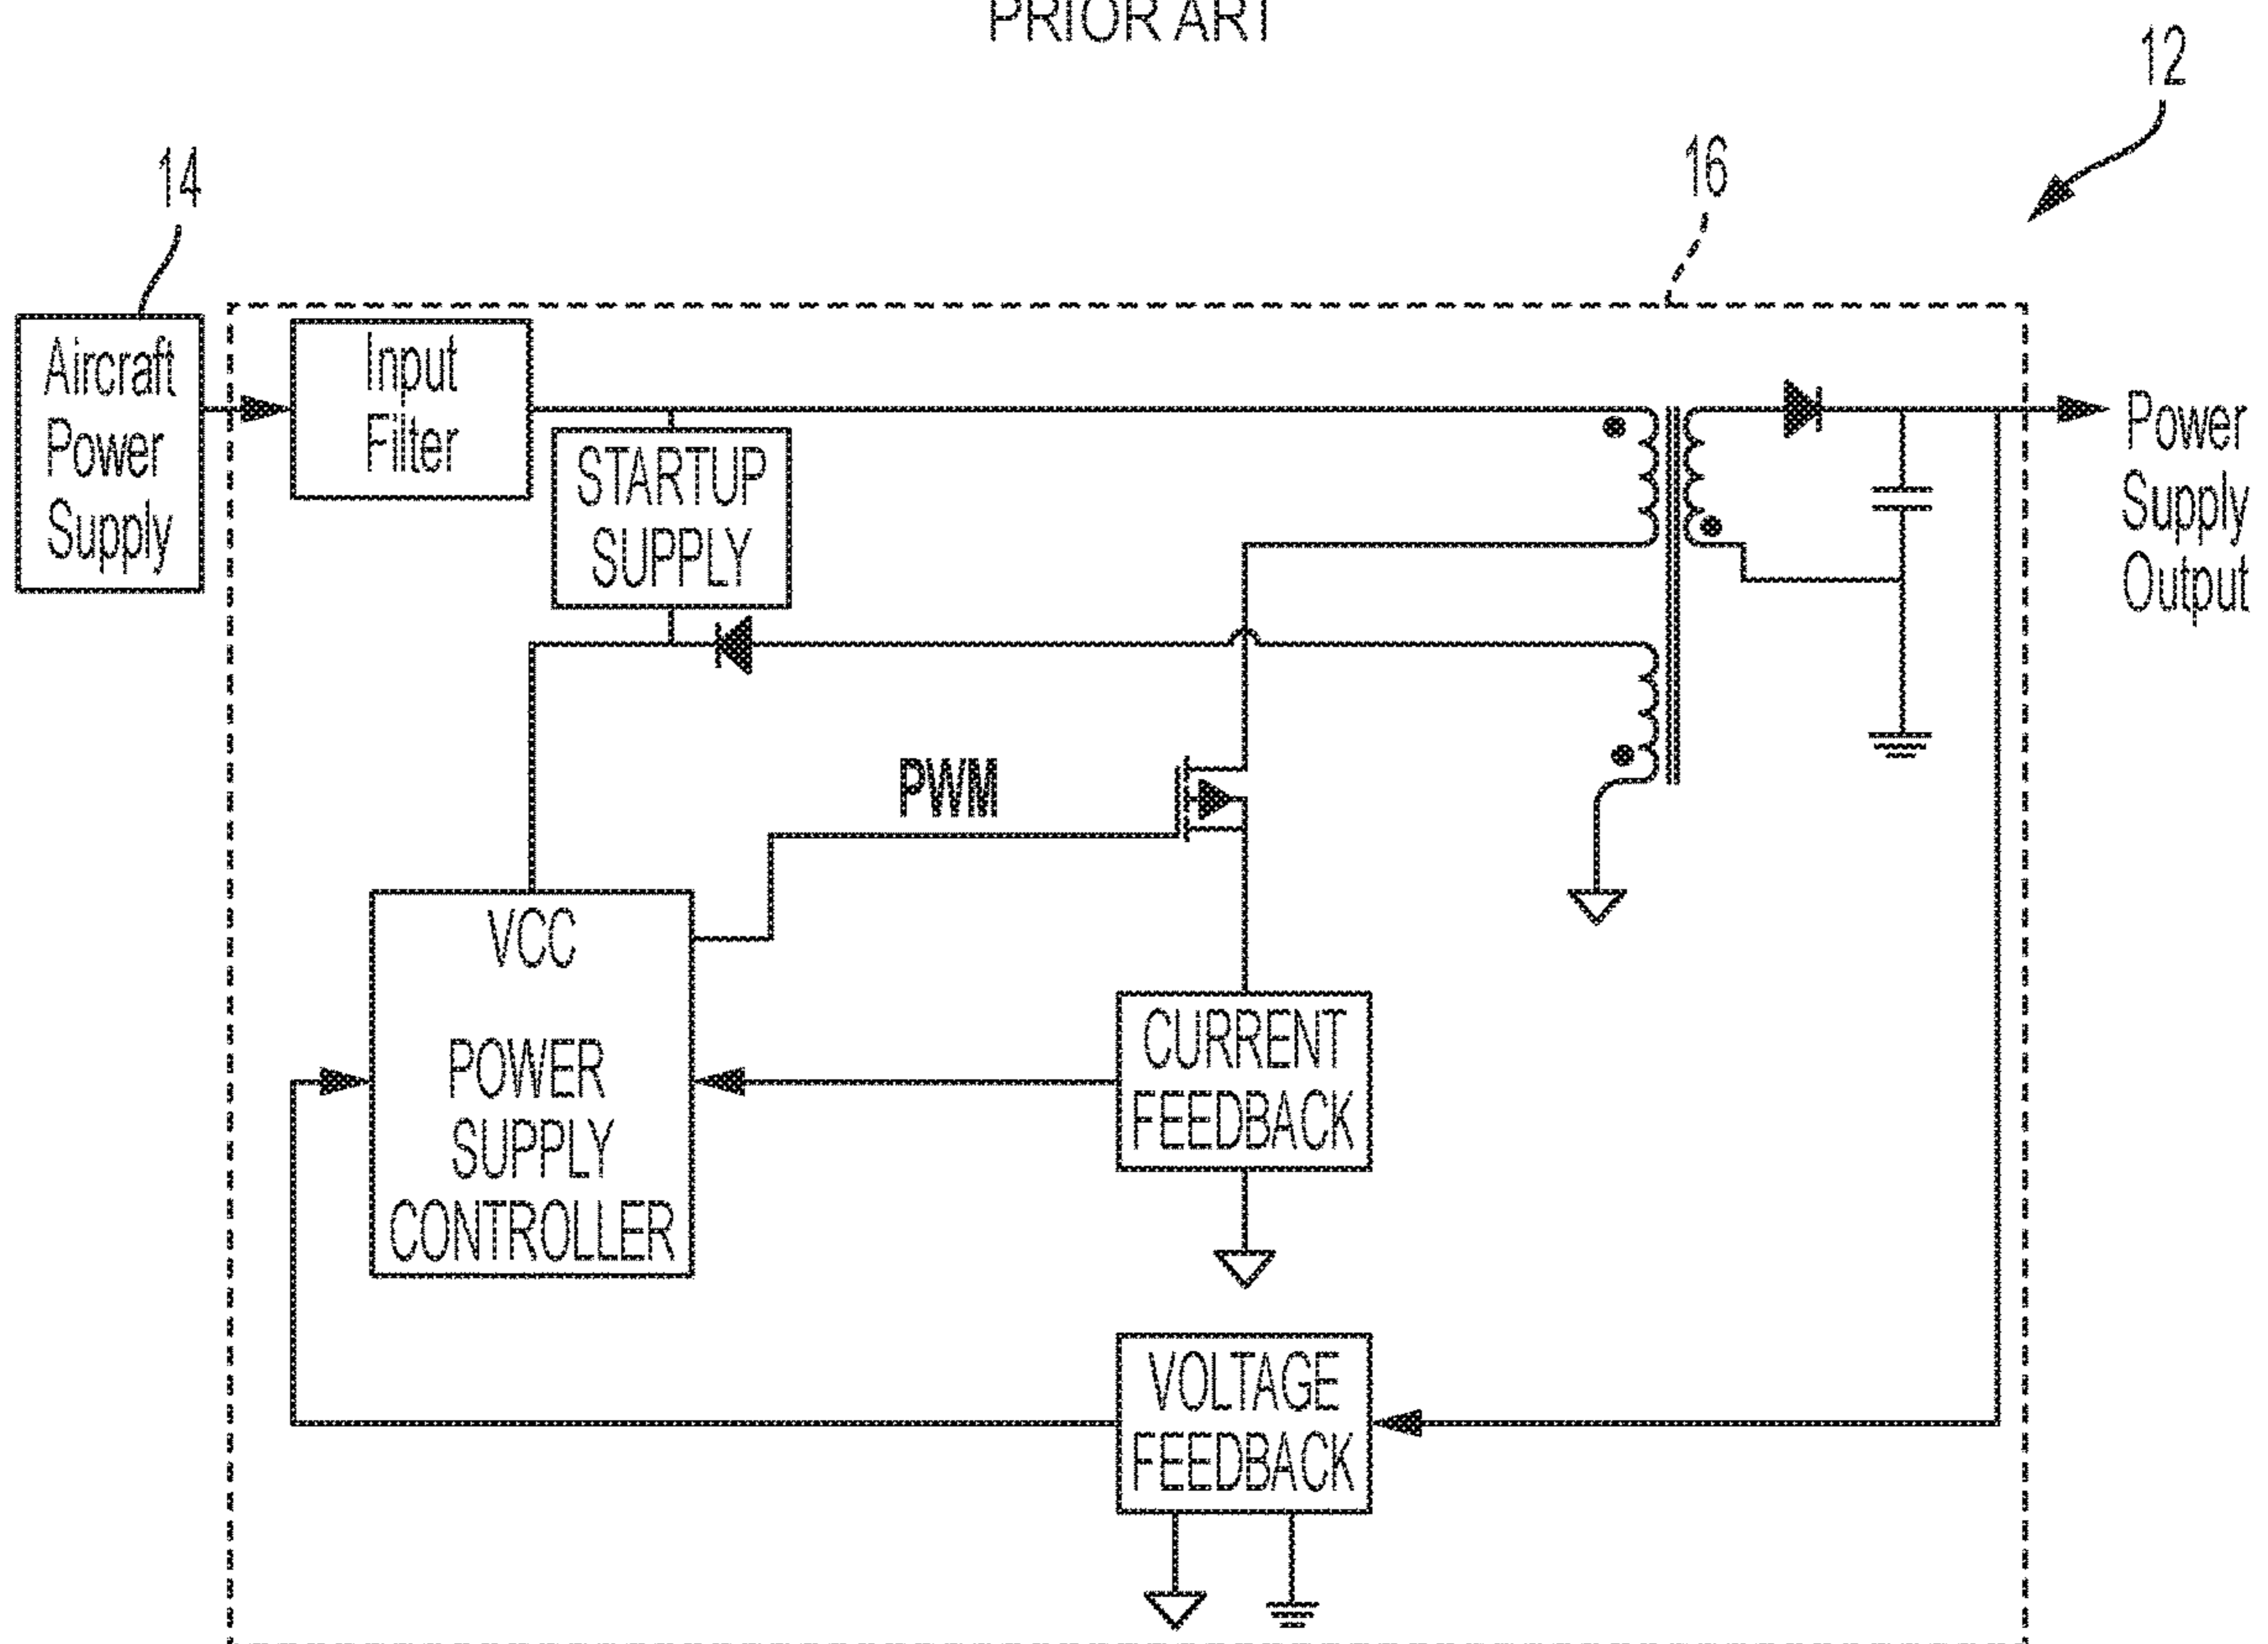 PRIOR ART
12
14
16
Aircraft
Power
Supply
Input
Filter
STARTUP
SUPPLY
Power
Supply
Output
PWM
VCC
POWER
SUPPLY
CONTROLLER
CURRENT
FEEDBACK
VOLTAGE
FEEDBACK